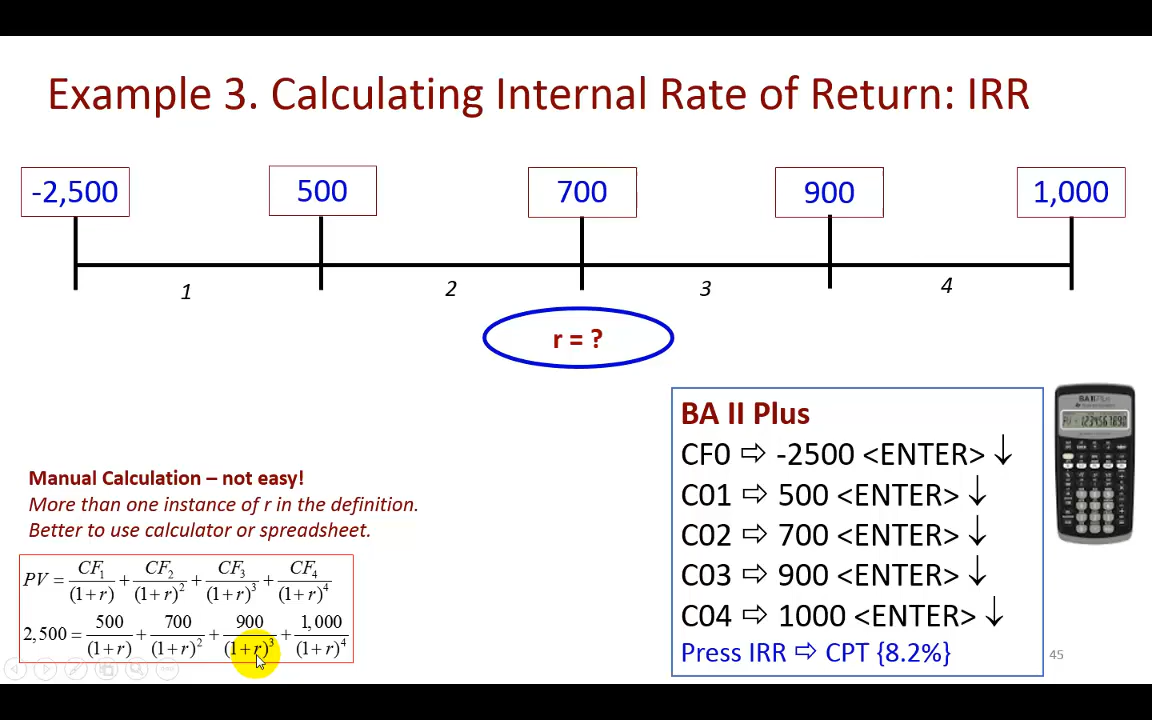 Example 3. Calculating Internal Rate of Return: IRR
-2,500 500 700 900 1,000
1 2 3 4
r = ?
Manual Calculation – not easy!
More than one instance of r in the definition.
Better to use calculator or spreadsheet.
PV = CF₁/(1+r) + CF₂/(1+r)² + CF₃/(1+r)³ + CF₄/(1+r)⁴
2,500 = 500/(1+r) + 700/(1+r)² + 900/(1+r)³ + 1,000/(1+r)⁴
BA II Plus
CF0 ⇨ -2500 <ENTER> ↓
C01 ⇨ 500 <ENTER> ↓
C02 ⇨ 700 <ENTER> ↓
C03 ⇨ 900 <ENTER> ↓
C04 ⇨ 1000 <ENTER> ↓
Press IRR ⇨ CPT {8.2%}
BA II Plus
45